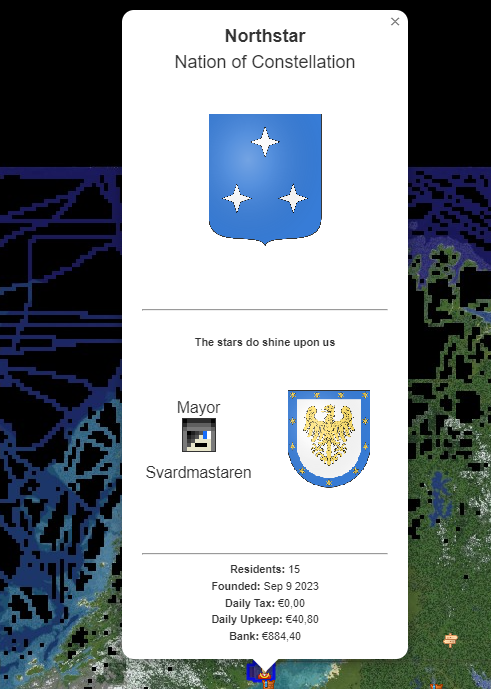 Northstar
Nation of Constellation
The stars do shine upon us
Mayor
Svardmastaren
Residents: 15
Founded: Sep 9 2023
Daily Tax: €0,00
Daily Upkeep: €40,80
Bank: €884,40